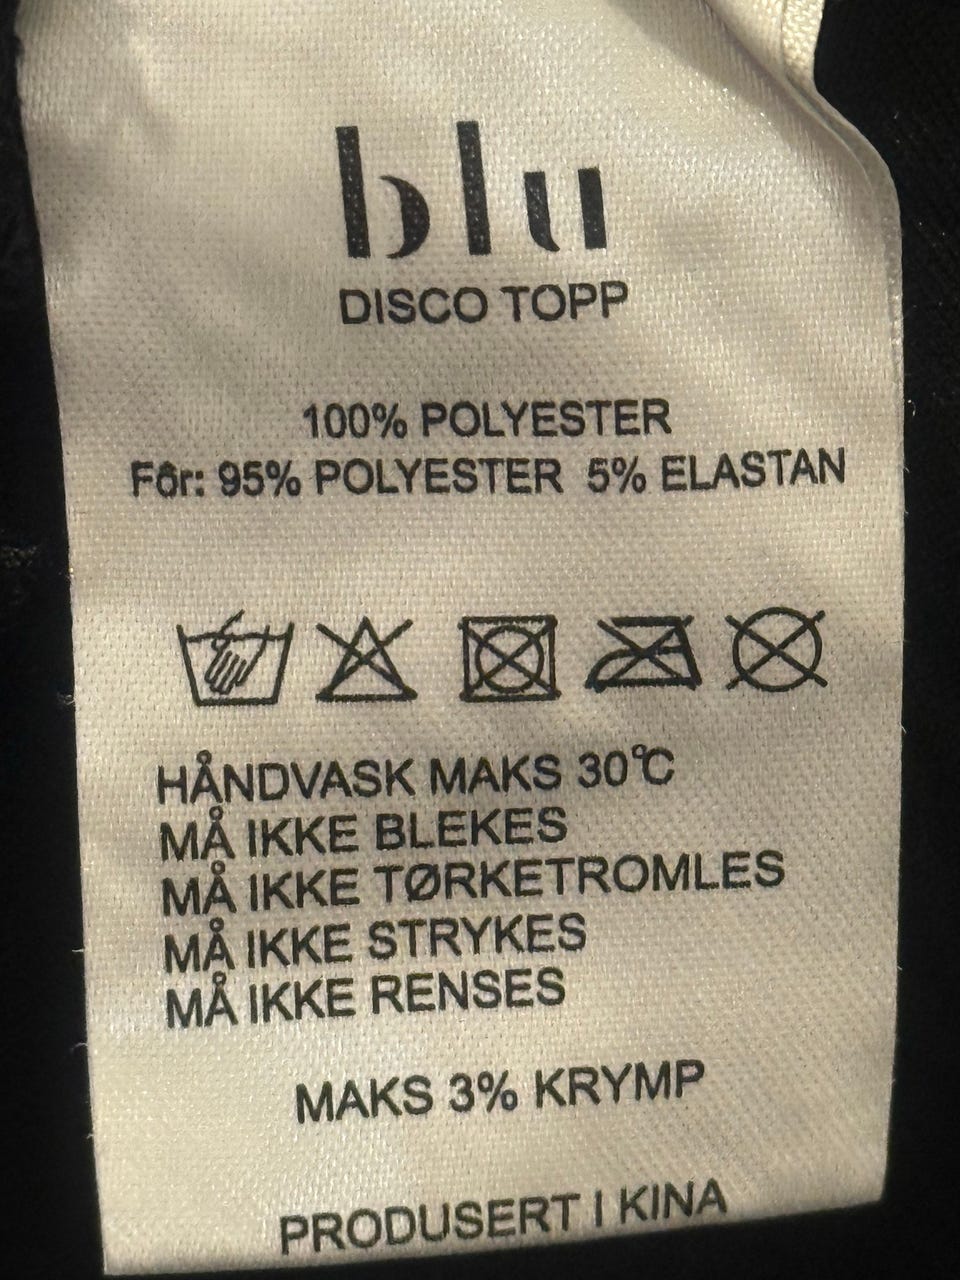 blu
DISCO TOPP
100% POLYESTER
Fôr: 95% POLYESTER 5% ELASTAN
HÅNDVASK MAKS 30℃
MÅ IKKE BLEKES
MÅ IKKE TØRKETROMLES
MÅ IKKE STRYKES
MÅ IKKE RENSES
MAKS 3% KRYMP
PRODUSERT I KINA